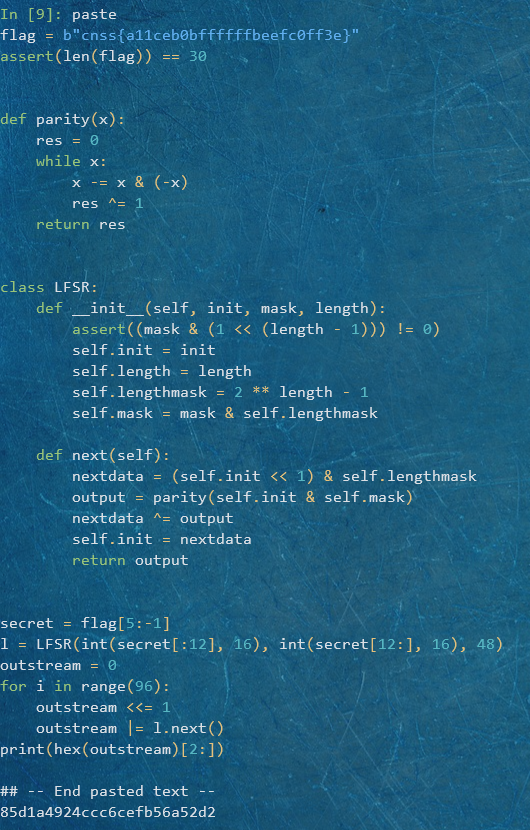 In [9]: paste
flag = b"cnss{a11ceb0bffffffbeefc0ff3e}"
assert(len(flag)) == 30
def parity(x):
    res = 0
    while x:
        x -= x & (-x)
        res ^= 1
    return res
class LFSR:
    def __init__(self, init, mask, length):
        assert((mask & (1 << (length - 1))) != 0)
        self.init = init
        self.length = length
        self.lengthmask = 2 ** length - 1
        self.mask = mask & self.lengthmask
    def next(self):
        nextdata = (self.init << 1) & self.lengthmask
        output = parity(self.init & self.mask)
        nextdata ^= output
        self.init = nextdata
        return output
secret = flag[5:-1]
l = LFSR(int(secret[:12], 16), int(secret[12:], 16), 48)
outstream = 0
for i in range(96):
    outstream <<= 1
    outstream |= l.next()
print(hex(outstream)[2:])
## -- End pasted text --
85d1a4924ccc6cefb56a52d2